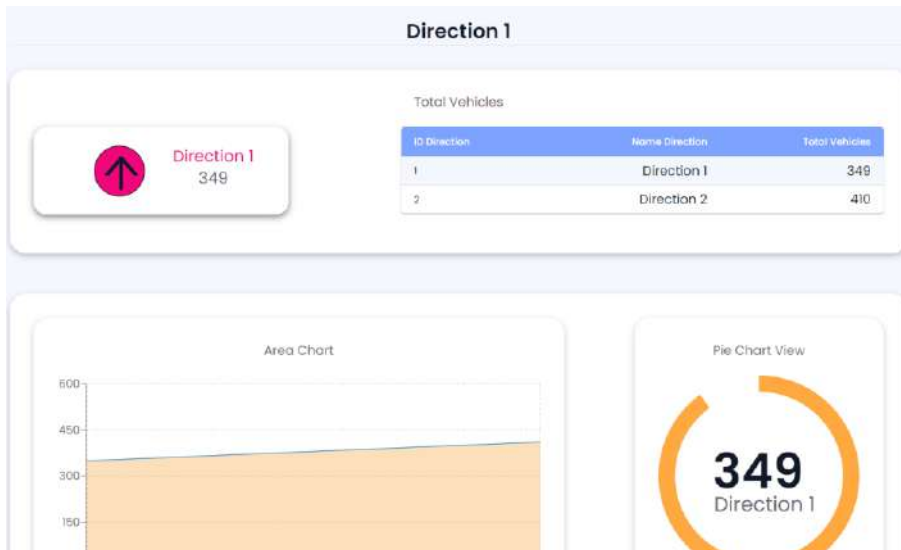 Direction 1
Direction 1
349
Total Vehicles
ID Direction Name Direction Total Vehicles
1 Direction 1 349
2 Direction 2 410
Area Chart
600
450
300
150
Pie Chart View
349
Direction 1